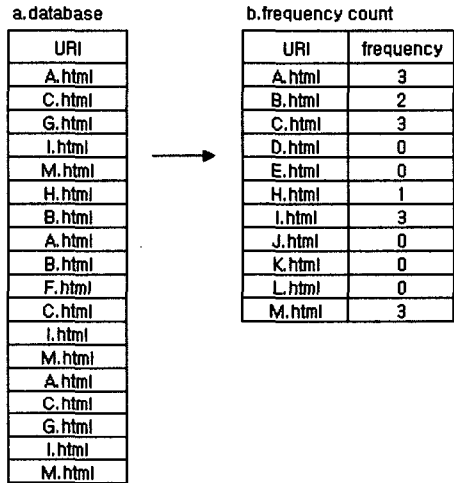 a.database
URI
A.html
C.html
G.html
I.html
M.html
H.html
B.html
A.html
B.html
F.html
C.html
I.html
M.html
A.html
C.html
G.html
I.html
M.html
b.frequency count
URI frequency
A.html 3
B.html 2
C.html 3
D.html 0
E.html 0
H.html 1
I.html 3
J.html 0
K.html 0
L.html 0
M.html 3